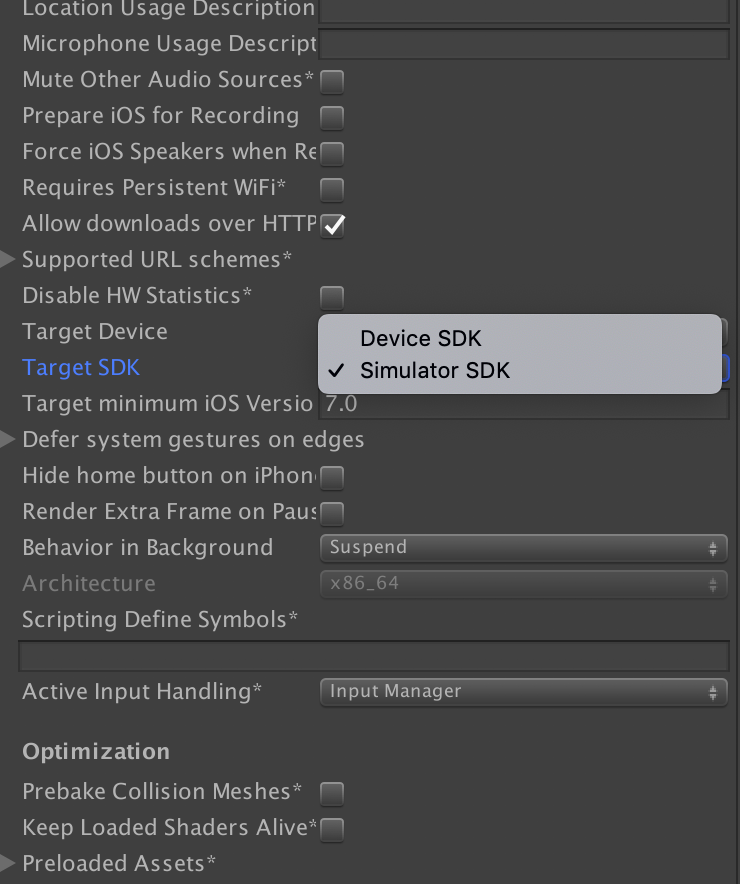 Location Usage Description
Microphone Usage Descript
Mute Other Audio Sources*
Prepare iOS for Recording
Force iOS Speakers when Re
Requires Persistent WiFi*
Allow downloads over HTTP
Supported URL schemes*
Disable HW Statistics*
Target Device
Device SDK
Target SDK
Simulator SDK
Target minimum iOS Versio 7.0
Defer system gestures on edges
Hide home button on iPhon
Render Extra Frame on Paus
Behavior in Background Suspend
Architecture x86_64
Scripting Define Symbols*
Active Input Handling* Input Manager
Optimization
Prebake Collision Meshes*
Keep Loaded Shaders Alive*
Preloaded Assets*